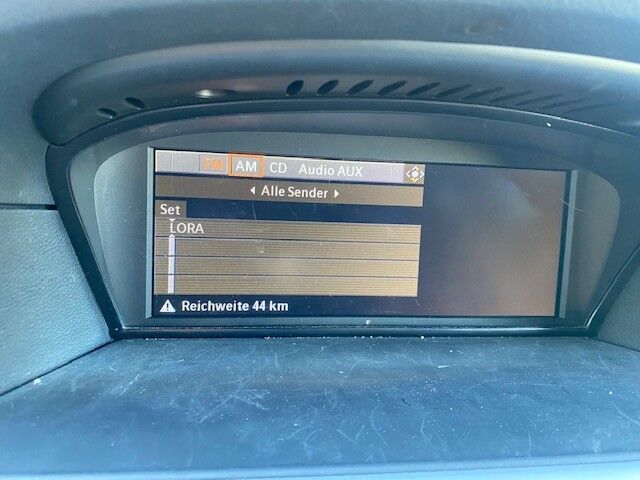 FM AM CD Audio AUX
Alle Sender
Set
LORA
Reichweite 44 km